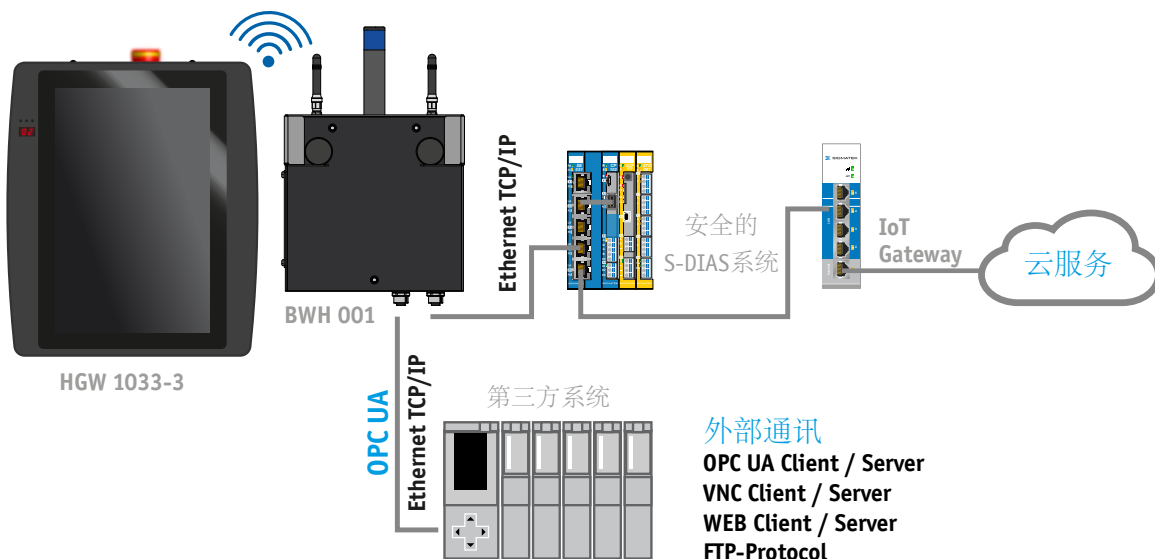 HGW 1033-3
BWH 001
Ethernet TCP/IP
安全的
S-DIAS系统
SIGMATEK
IoT
Gateway
云服务
OPC UA
Ethernet TCP/IP
第三方系统
外部通讯
OPC UA Client / Server
VNC Client / Server
WEB Client / Server
FTP-Protocol